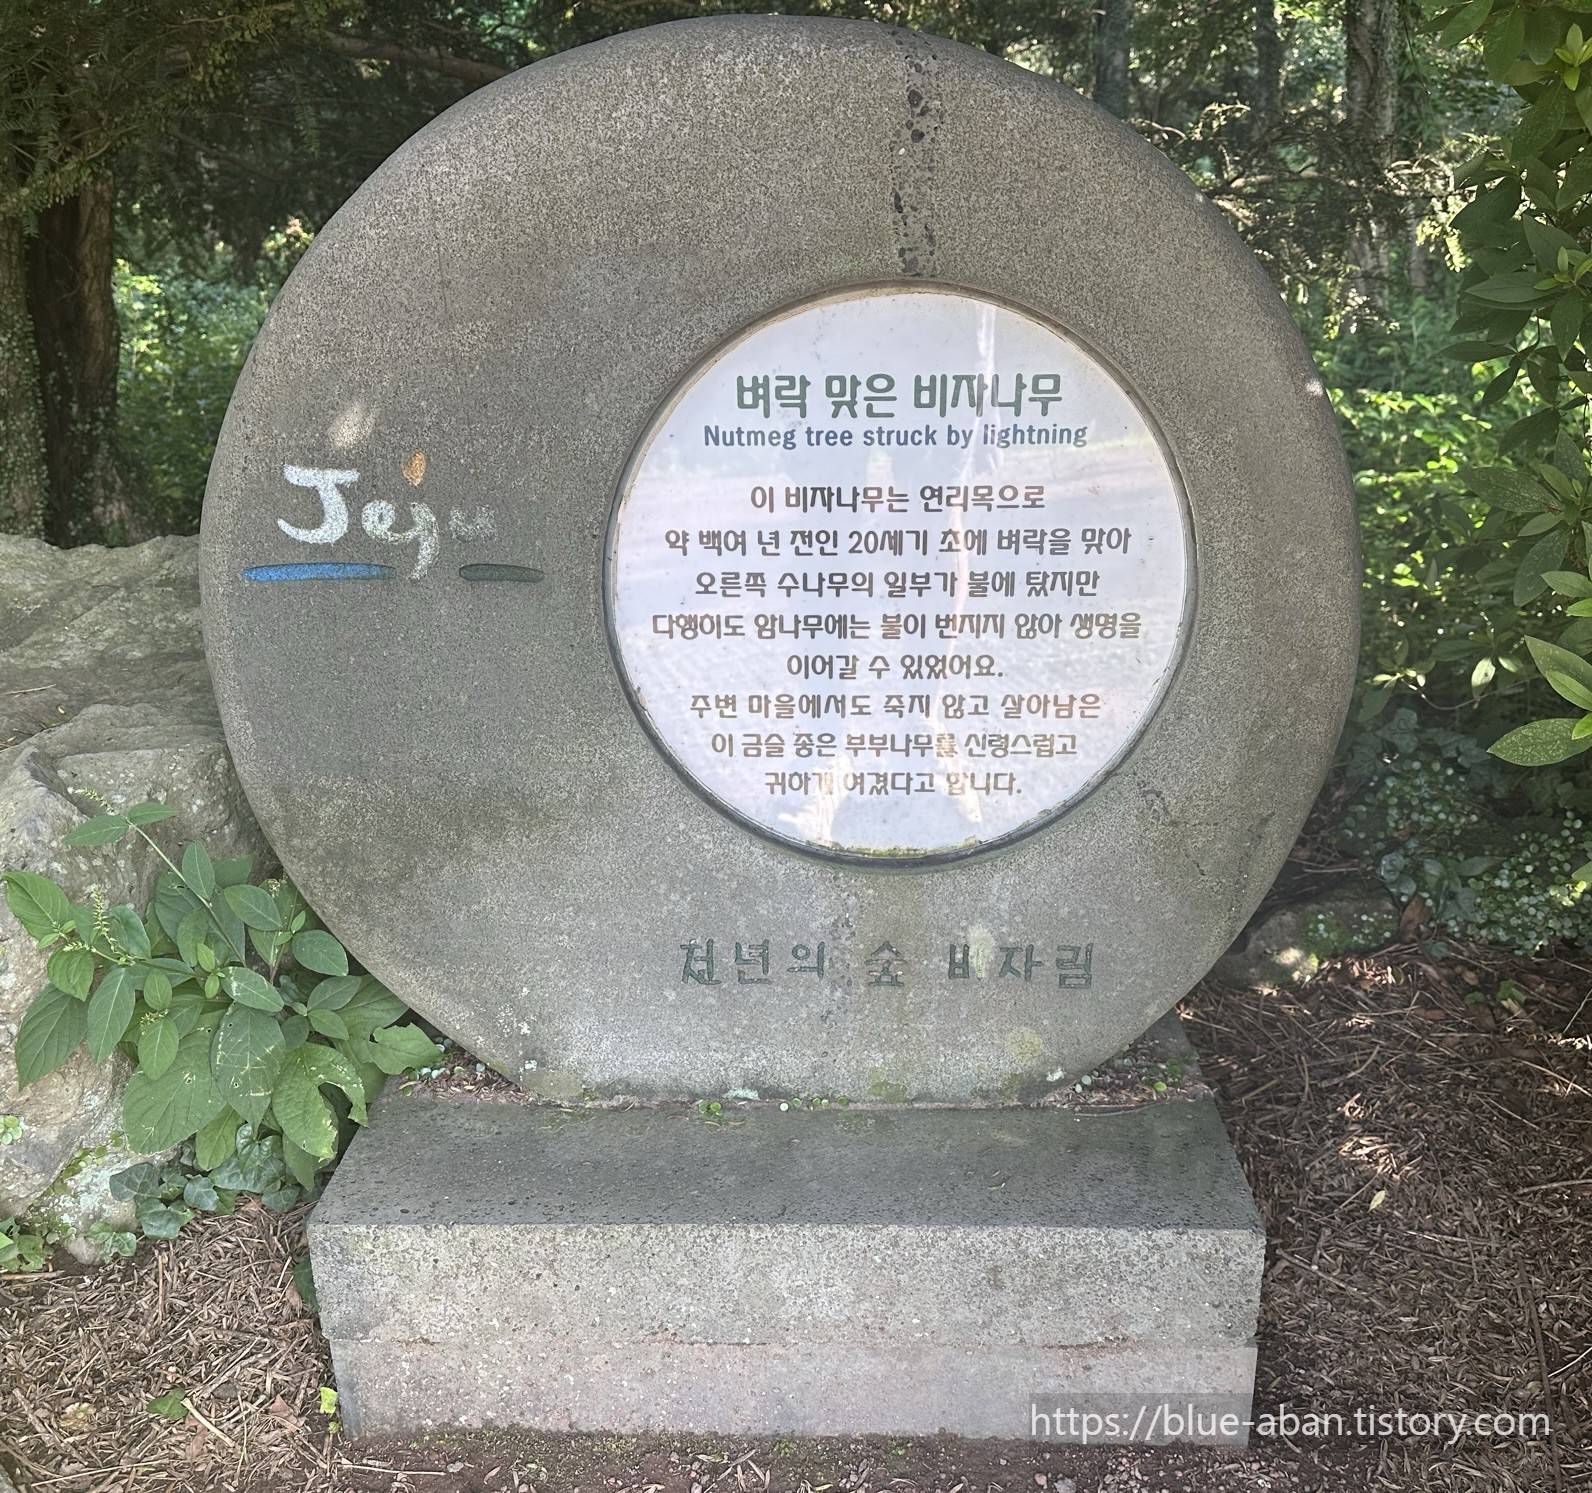 Jeju
벼락 맞은 비자나무
Nutmeg tree struck by lightning
이 비자나무는 연리목으로
약 백여 년 전인 20세기 초에 벼락을 맞아
오른쪽 수나무의 일부가 불에 탔지만
다행히도 암나무에는 불이 번지지 않아 생명을
이어갈 수 있었어요.
주변 마을에서도 죽지 않고 살아남은
이 금슬 좋은 부부나무를 신령스럽고
귀하게 여겼다고 합니다.
천년의 숲 비자림
https://blue-aban.tistory.com